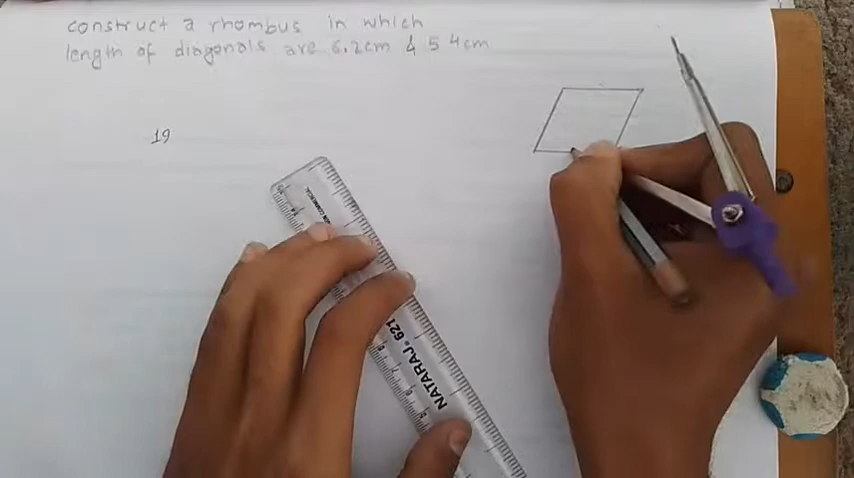 construct a rhombus in which
length of diagonals are 6.2cm & 5 4cm
19
NATARAJ. 621